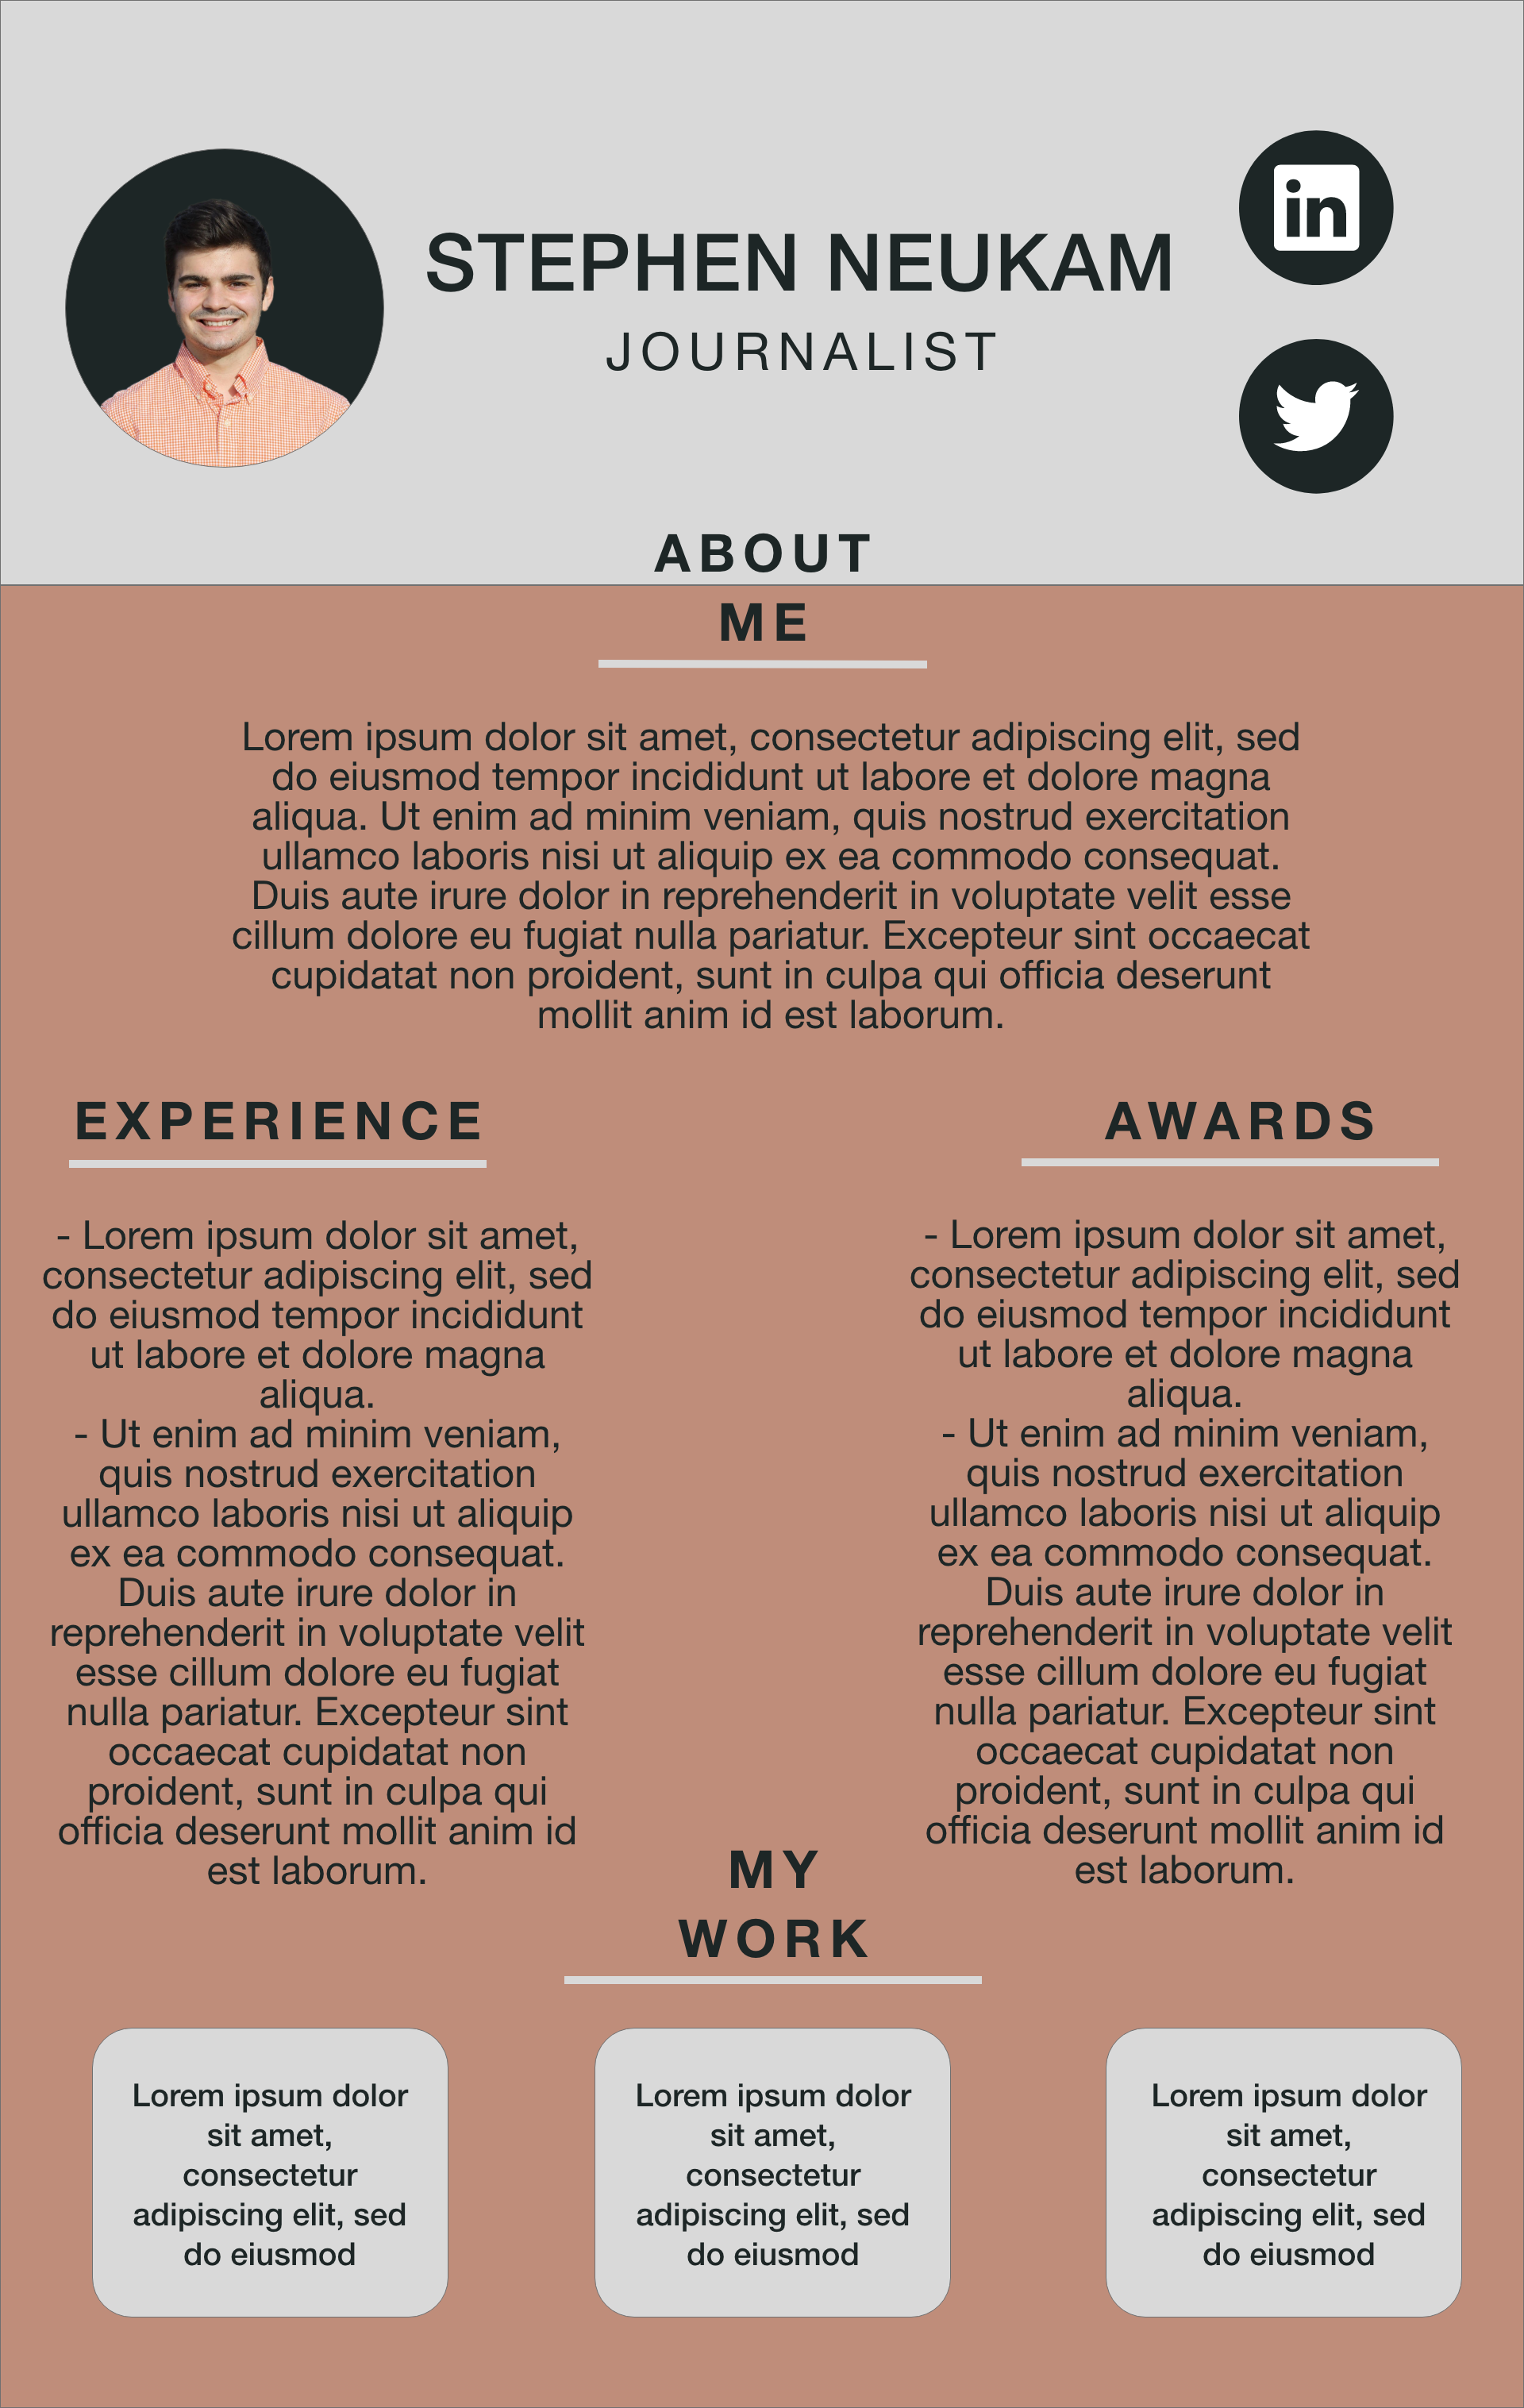 STEPHEN NEUKAM
JOURNALIST
in
ABOUT
ME
Lorem ipsum dolor sit amet, consectetur adipiscing elit, sed
do eiusmod tempor incididunt ut labore et dolore magna
aliqua. Ut enim ad minim veniam, quis nostrud exercitation
ullamco laboris nisi ut aliquip ex ea commodo consequat.
Duis aute irure dolor in reprehenderit in voluptate velit esse
cillum dolore eu fugiat nulla pariatur. Excepteur sint occaecat
cupidatat non proident, sunt in culpa qui officia deserunt
mollit anim id est laborum.
EXPERIENCE
- Lorem ipsum dolor sit amet,
consectetur adipiscing elit, sed
do eiusmod tempor incididunt
ut labore et dolore magna
aliqua.
- Ut enim ad minim veniam,
quis nostrud exercitation
ullamco laboris nisi ut aliquip
ex ea commodo consequat.
Duis aute irure dolor in
reprehenderit in voluptate velit
esse cillum dolore eu fugiat
nulla pariatur. Excepteur sint
occaecat cupidatat non
proident, sunt in culpa qui
officia deserunt mollit anim id
est laborum.
AWARDS
- Lorem ipsum dolor sit amet,
consectetur adipiscing elit, sed
do eiusmod tempor incididunt
ut labore et dolore magna
aliqua.
- Ut enim ad minim veniam,
quis nostrud exercitation
ullamco laboris nisi ut aliquip
ex ea commodo consequat.
Duis aute irure dolor in
reprehenderit in voluptate velit
esse cillum dolore eu fugiat
nulla pariatur. Excepteur sint
occaecat cupidatat non
proident, sunt in culpa qui
officia deserunt mollit anim id
est laborum.
MY
WORK
Lorem ipsum dolor
sit amet,
consectetur
adipiscing elit, sed
do eiusmod
Lorem ipsum dolor
sit amet,
consectetur
adipiscing elit, sed
do eiusmod
Lorem ipsum dolor
sit amet,
consectetur
adipiscing elit, sed
do eiusmod